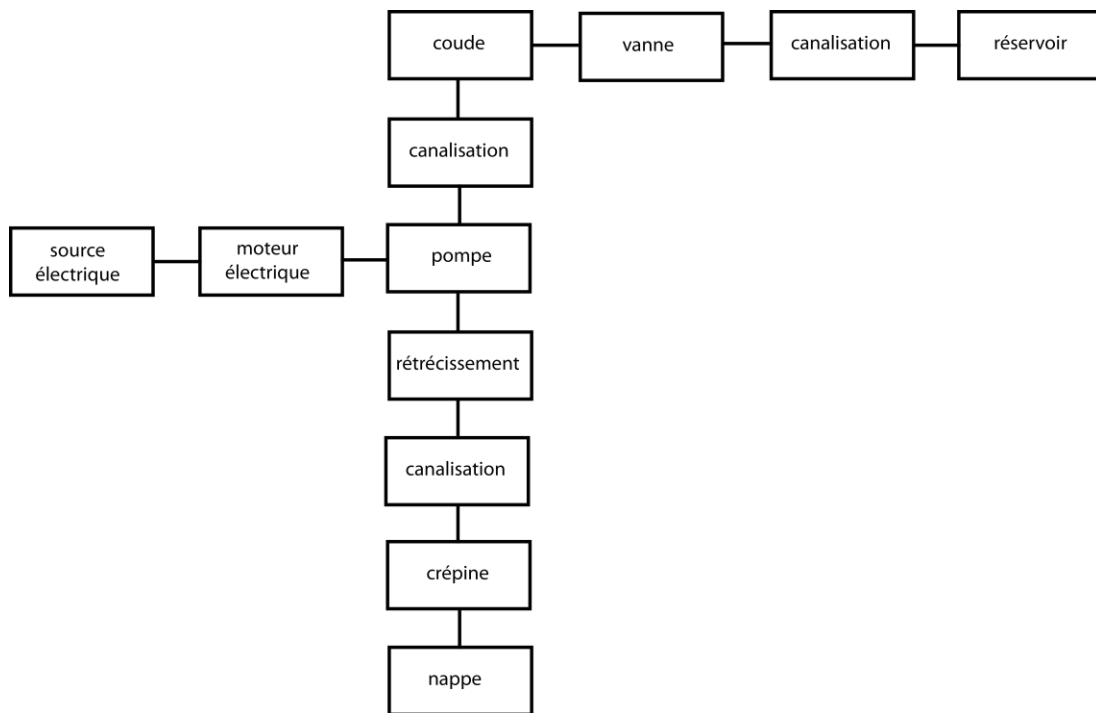 coude
vanne
canalisation
réservoir
canalisation
source
électrique
moteur
électrique
pompe
rétrécissement
canalisation
crépine
nappe